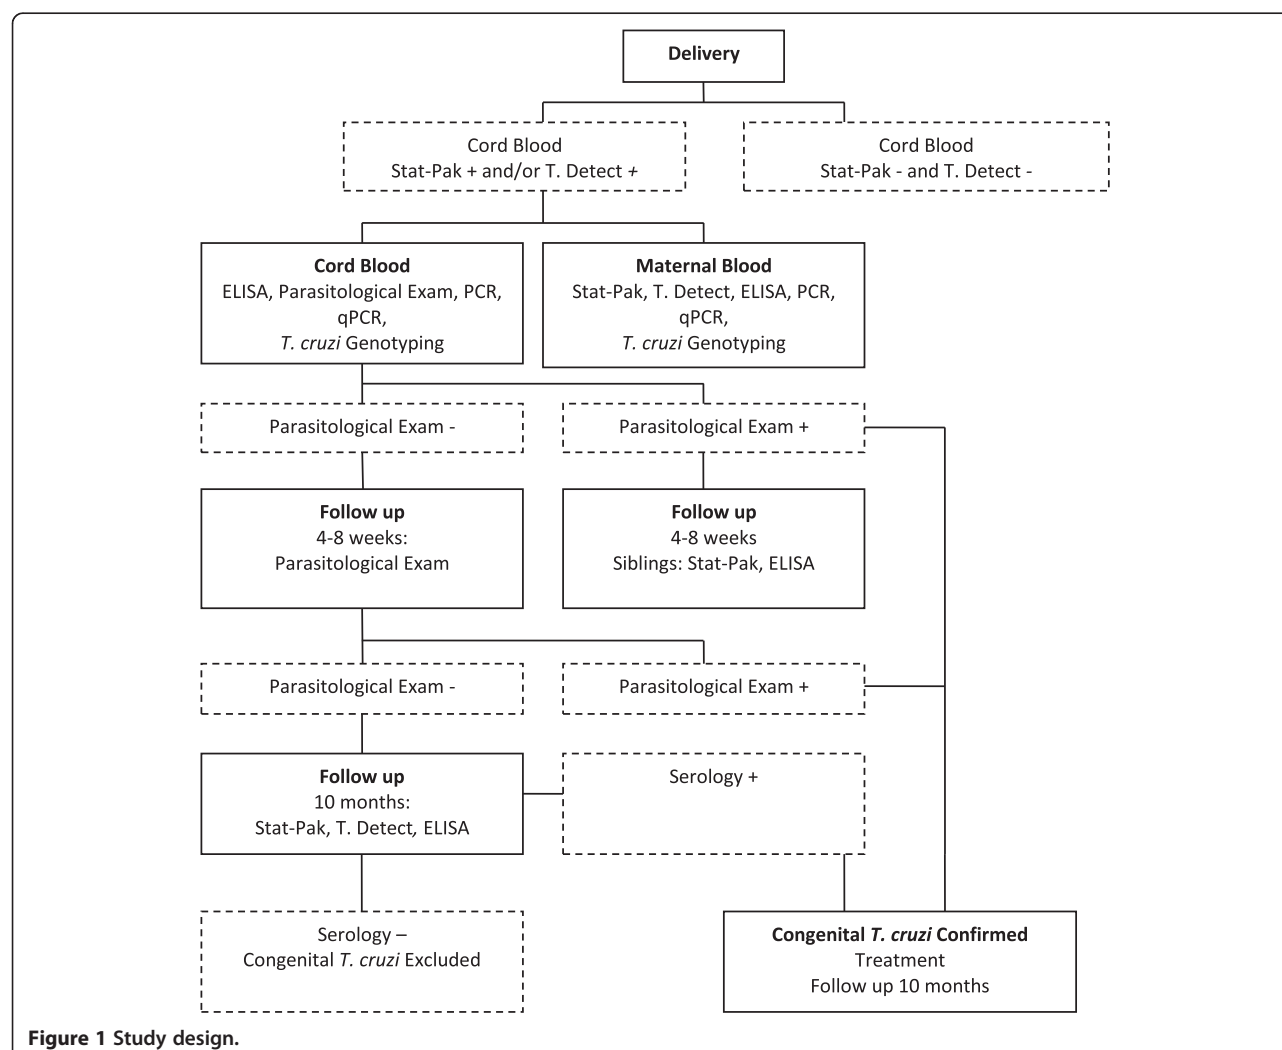 Delivery
Cord Blood
Stat-Pak + and/or T. Detect +
Cord Blood
Stat-Pak - and T. Detect -
Cord Blood
ELISA, Parasitological Exam, PCR,
qPCR,
T. cruzi Genotyping
Maternal Blood
Stat-Pak, T. Detect, ELISA, PCR,
qPCR,
T. cruzi Genotyping
Parasitological Exam -
Parasitological Exam +
Follow up
4-8 weeks:
Parasitological Exam
Follow up
4-8 weeks
Siblings: Stat-Pak, ELISA
Parasitological Exam -
Parasitological Exam +
Follow up
10 months:
Stat-Pak, T. Detect, ELISA
Serology +
Serology –
Congenital T. cruzi Excluded
Congenital T. cruzi Confirmed
Treatment
Follow up 10 months
Figure 1 Study design.